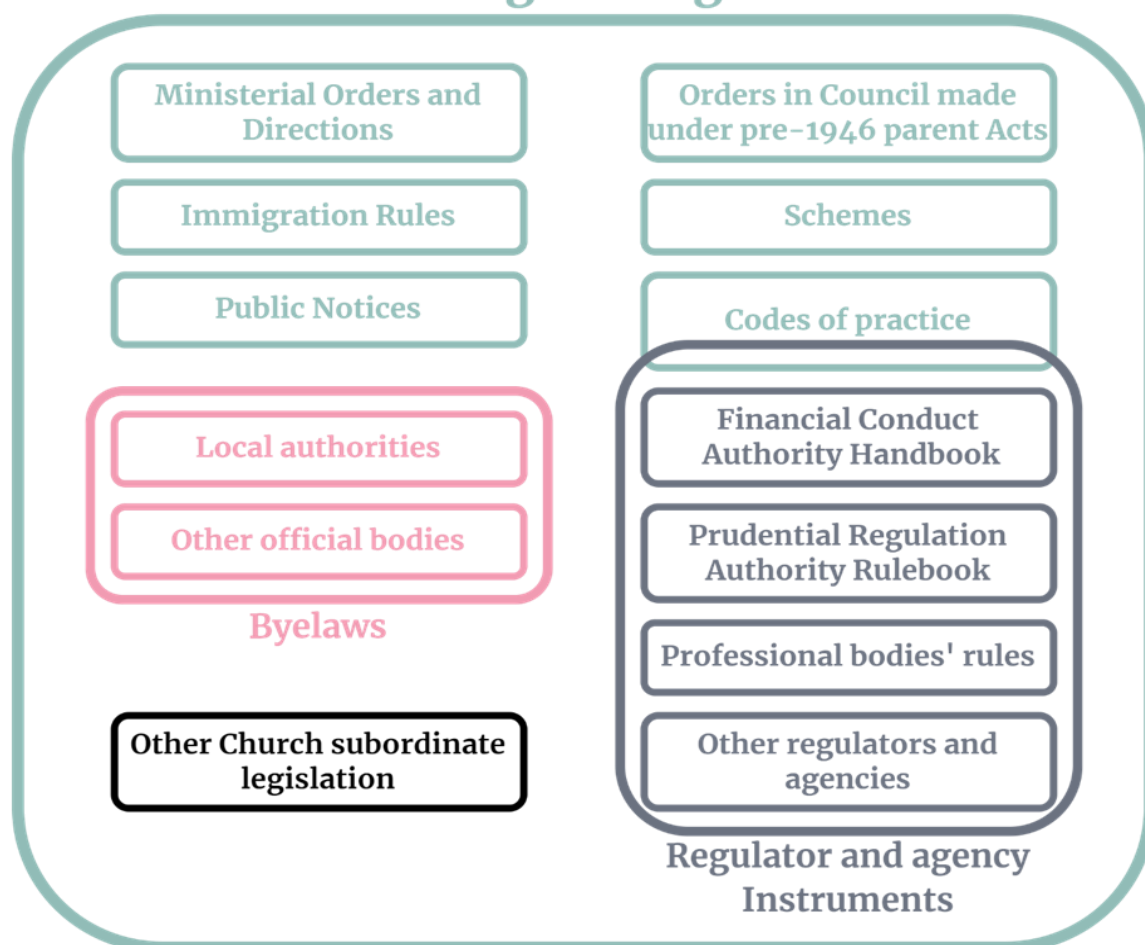 Ministerial Orders and
Directions
Immigration Rules
Public Notices
Local authorities
Other official bodies
Byelaws
Other Church subordinate
legislation
Orders in Council made
under pre-1946 parent Acts
Schemes
Codes of practice
Financial Conduct
Authority Handbook
Prudential Regulation
Authority Rulebook
Professional bodies' rules
Other regulators and
agencies
Regulator and agency
Instruments